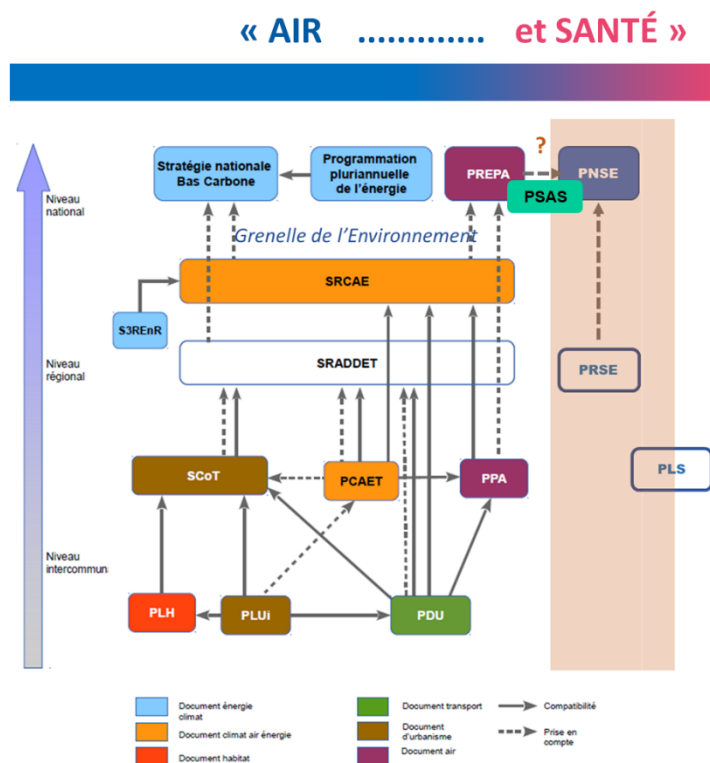 « AIR ............. et SANTÉ »
Niveau
national
Stratégie nationale
Bas Carbone
Programmation
pluriannuelle
de l'énergie
PREPA
?
PNSE
PSAS
Grenelle de l'Environnement
SRCAE
S3REnR
Niveau
régional
SRADDET
PRSE
SCoT
PCAET
PPA
PLS
Niveau
intercommun
PLH
PLUi
PDU
Document énergie
climat
Document climat air énergie
Document habitat
Document transport
Document
d'urbanisme
Document air
Compatibilité
Prise en
compte